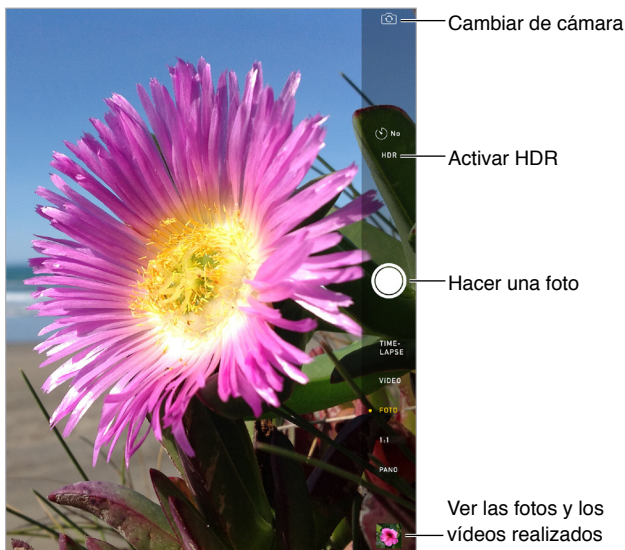 Cambiar de cámara
No
HDR
Activar HDR
Hacer una foto
TIME-
LAPSE
VÍDEO
FOTO
1:1
PANO
Ver las fotos y los
vídeos realizados